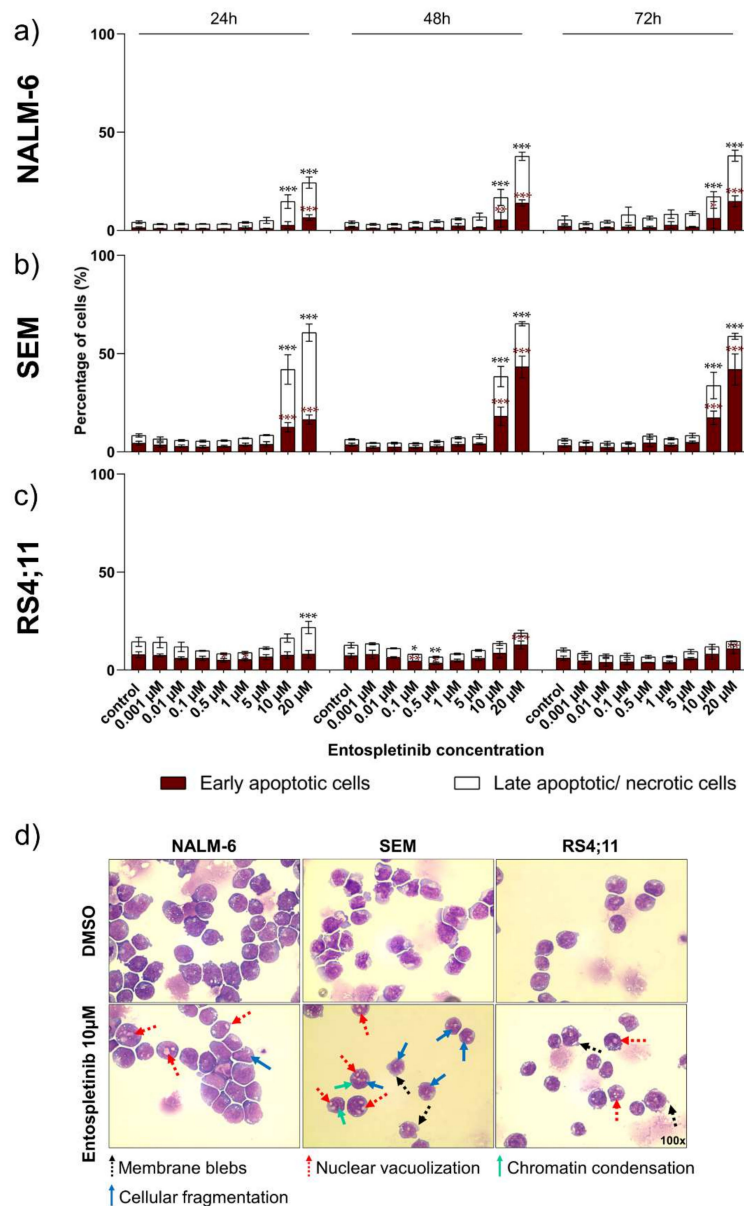 a)
24h
48h
72h
NALM-6
100
50
0
*** *** ***
*** *** ** ***
*** *** ***
b)
SEM
Percentage of cells (%)
100
50
0
*** *** *** ***
*** *** *** ***
*** *** *** ***
c)
RS4;11
100
50
0
***
* **
control 0.001 µM 0.01 µM 0.1 µM 0.5 µM 1 µM 5 µM 10 µM 20 µM
control 0.001 µM 0.01 µM 0.1 µM 0.5 µM 1 µM 5 µM 10 µM 20 µM
control 0.001 µM 0.01 µM 0.1 µM 0.5 µM 1 µM 5 µM 10 µM 20 µM
Entospletinib concentration
Early apoptotic cells
Late apoptotic/ necrotic cells
d)
NALM-6 SEM RS4;11
DMSO
Entospletinib 10µM
100x
Membrane blebs
Nuclear vacuolization
Chromatin condensation
Cellular fragmentation